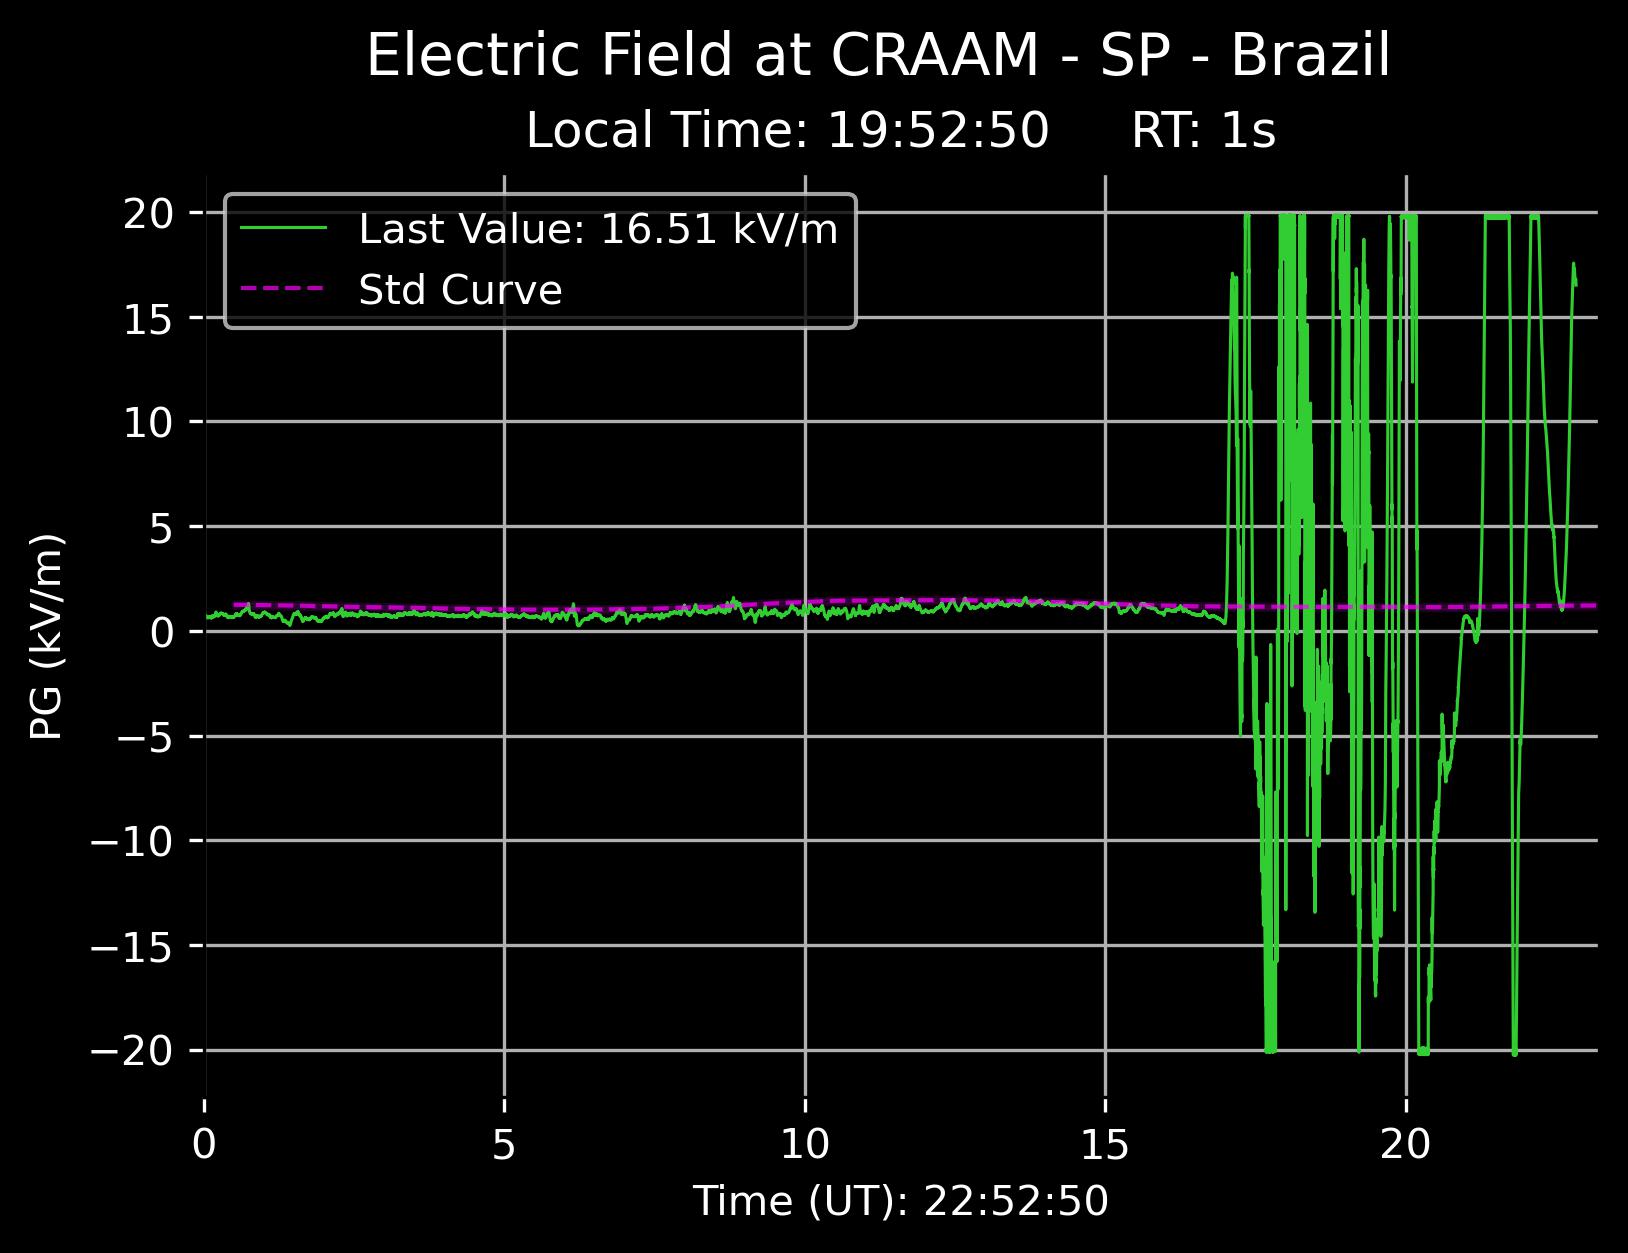 Electric Field at CRAAM - SP - Brazil
Local Time: 19:52:50 RT: 1s
Last Value: 16.51 kV/m
Std Curve
20
15
10
5
0
−5
−10
−15
−20
PG (kV/m)
0 5 10 15 20
Time (UT): 22:52:50